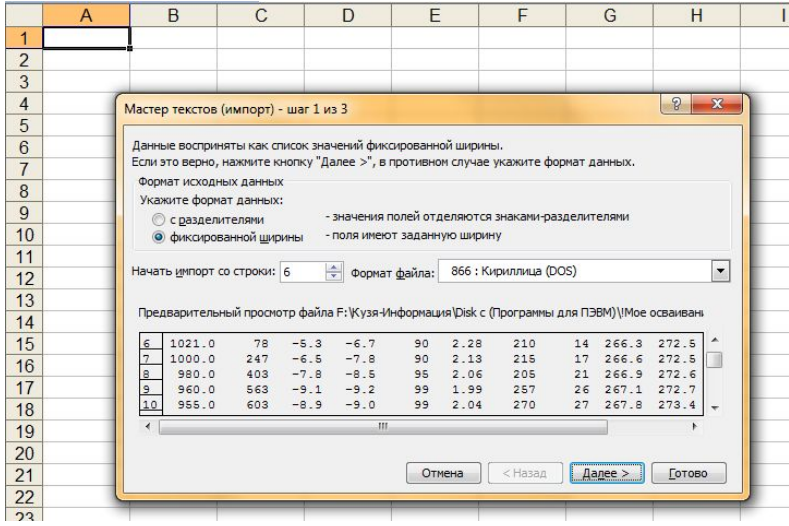 A B C D E F G H I
1
2
3
4
5
6
7
8
9
10
11
12
13
14
15
16
17
18
19
20
21
22
23
Мастер текстов (импорт) - шаг 1 из 3
Данные восприняты как список значений фиксированной ширины.
Если это верно, нажмите кнопку "Далее >", в противном случае укажите формат данных.
Формат исходных данных
Укажите формат данных:
с разделителями - значения полей отделяются знаками-разделителями
фиксированной ширины - поля имеют заданную ширину
Начать импорт со строки: 6 Формат файла: 866 : Кириллица (DOS)
Предварительный просмотр файла F:\Кузя-Информация\Disk c (Программы для ПЭВМ)\!Мое осваивани
6 1021.0 78 -5.3 -6.7 90 2.28 210 14 266.3 272.5
7 1000.0 247 -6.5 -7.8 90 2.13 215 17 266.6 272.5
8 980.0 403 -7.8 -8.5 95 2.06 205 21 266.9 272.6
9 960.0 563 -9.1 -9.2 99 1.99 257 26 267.1 272.7
10 955.0 603 -8.9 -9.0 99 2.04 270 27 267.8 273.4
Отмена < Назад Далее > Готово